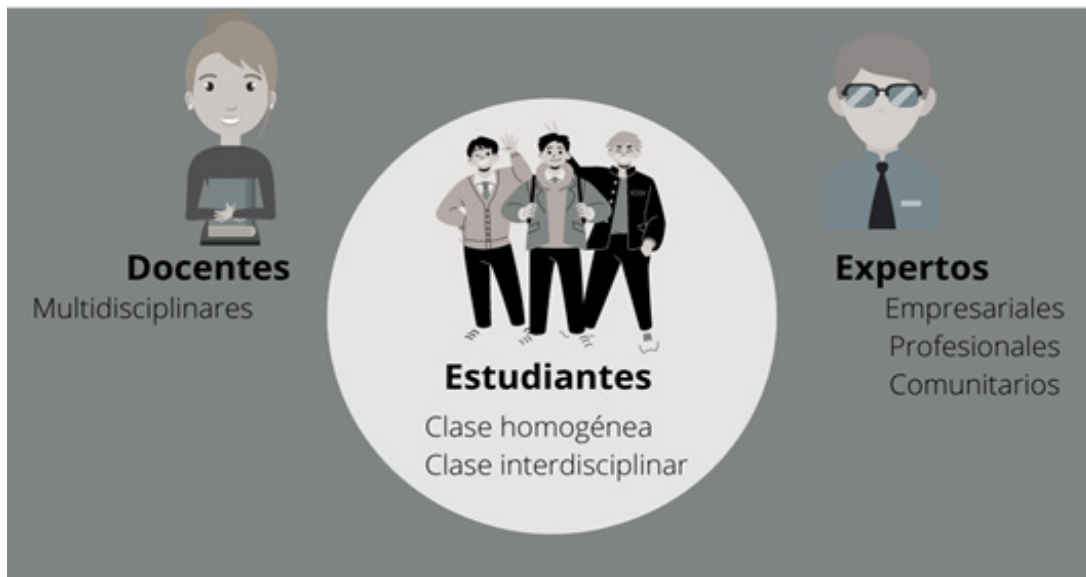 Docentes
Multidisciplinares
Estudiantes
Clase homogénea
Clase interdisciplinar
Expertos
Empresariales
Profesionales
Comunitarios